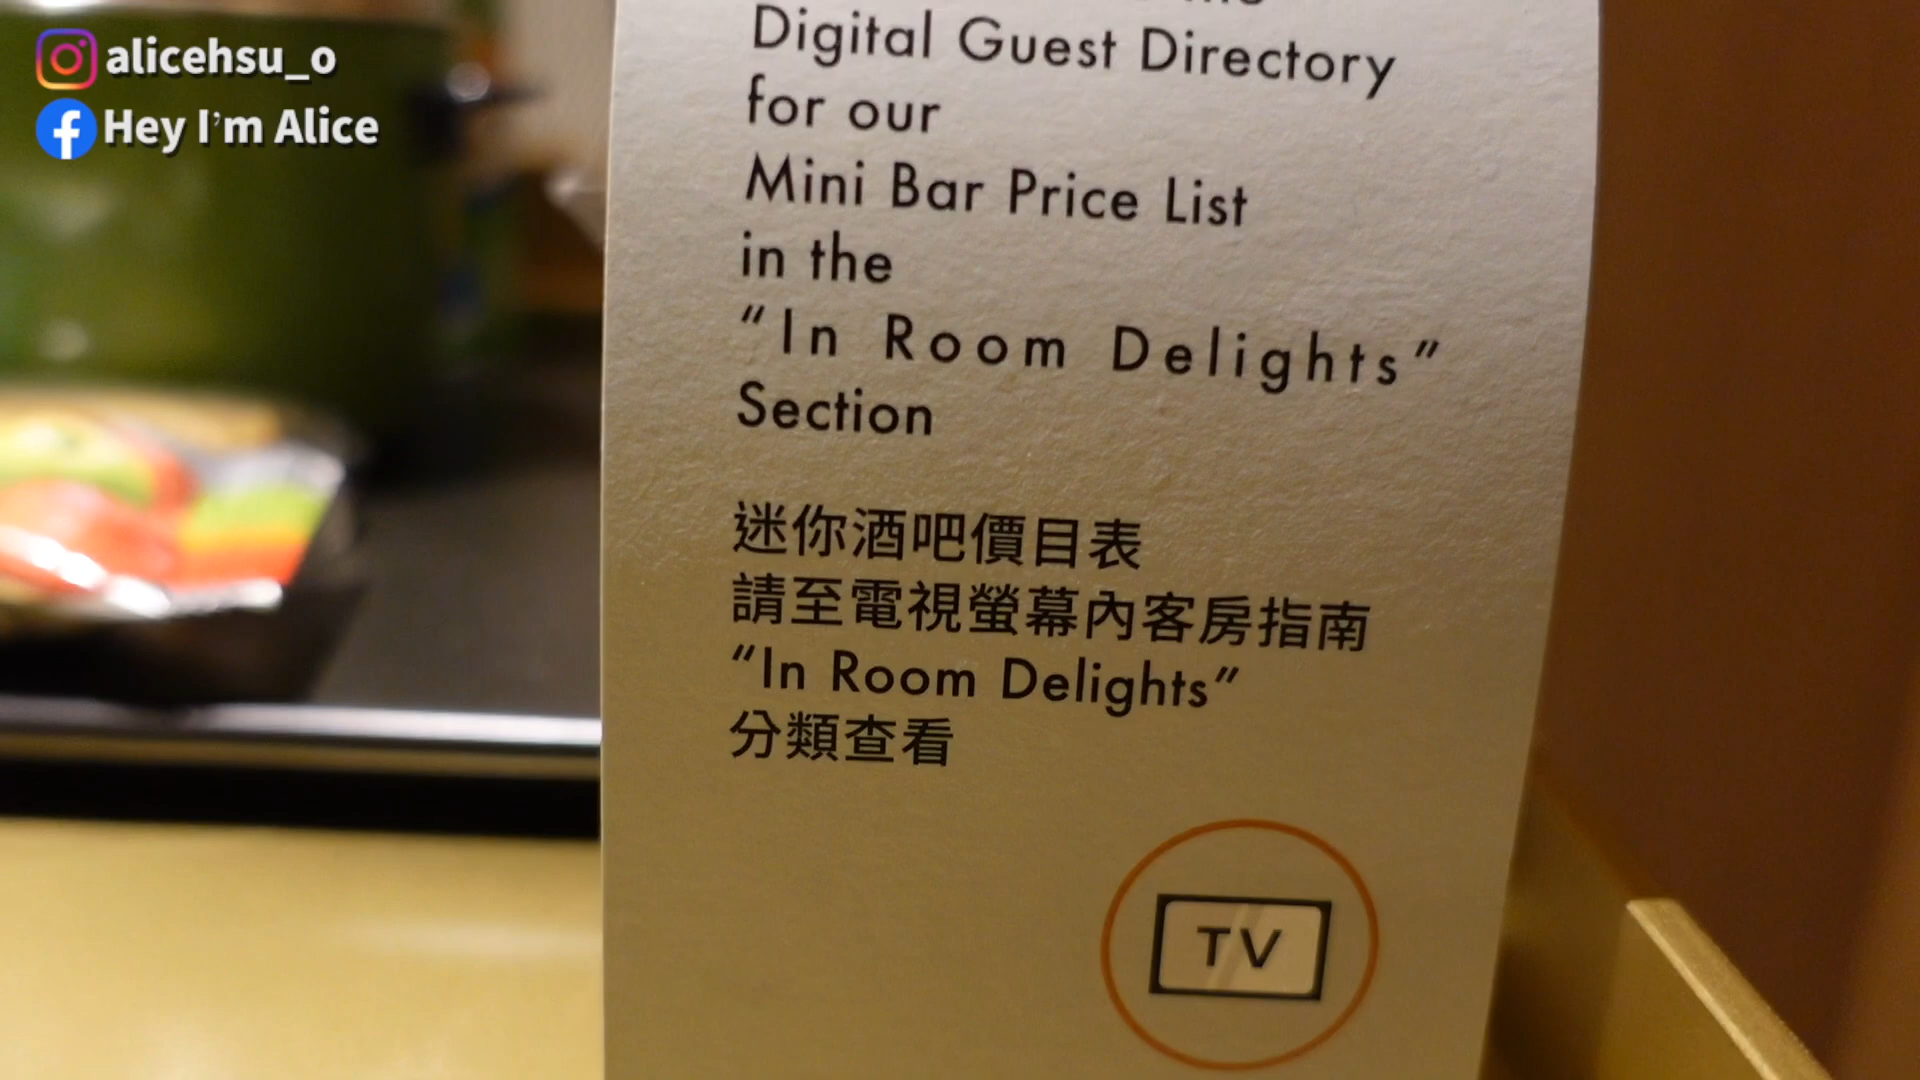 alicehsu_o
Hey I'm Alice
Digital Guest Directory
for our
Mini Bar Price List
in the
“In Room Delights”
Section
迷你酒吧價目表
請至電視螢幕內客房指南
“In Room Delights”
分類查看
TV